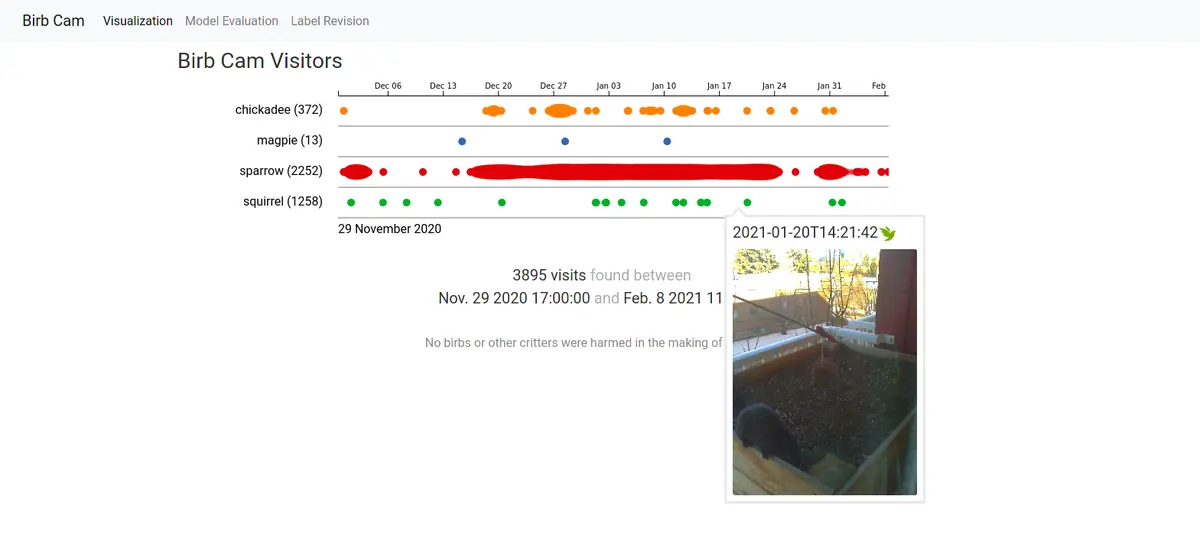 Birb Cam Visualization Model Evaluation Label Revision
Birb Cam Visitors
Dec 06 Dec 13 Dec 20 Dec 27 Jan 03 Jan 10 Jan 17 Jan 24 Jan 31 Feb
chickadee (372)
magpie (13)
sparrow (2252)
squirrel (1258)
29 November 2020
2021-01-20T14:21:42
3895 visits found between
Nov. 29 2020 17:00:00 and Feb. 8 2021 11
No birbs or other critters were harmed in the making of